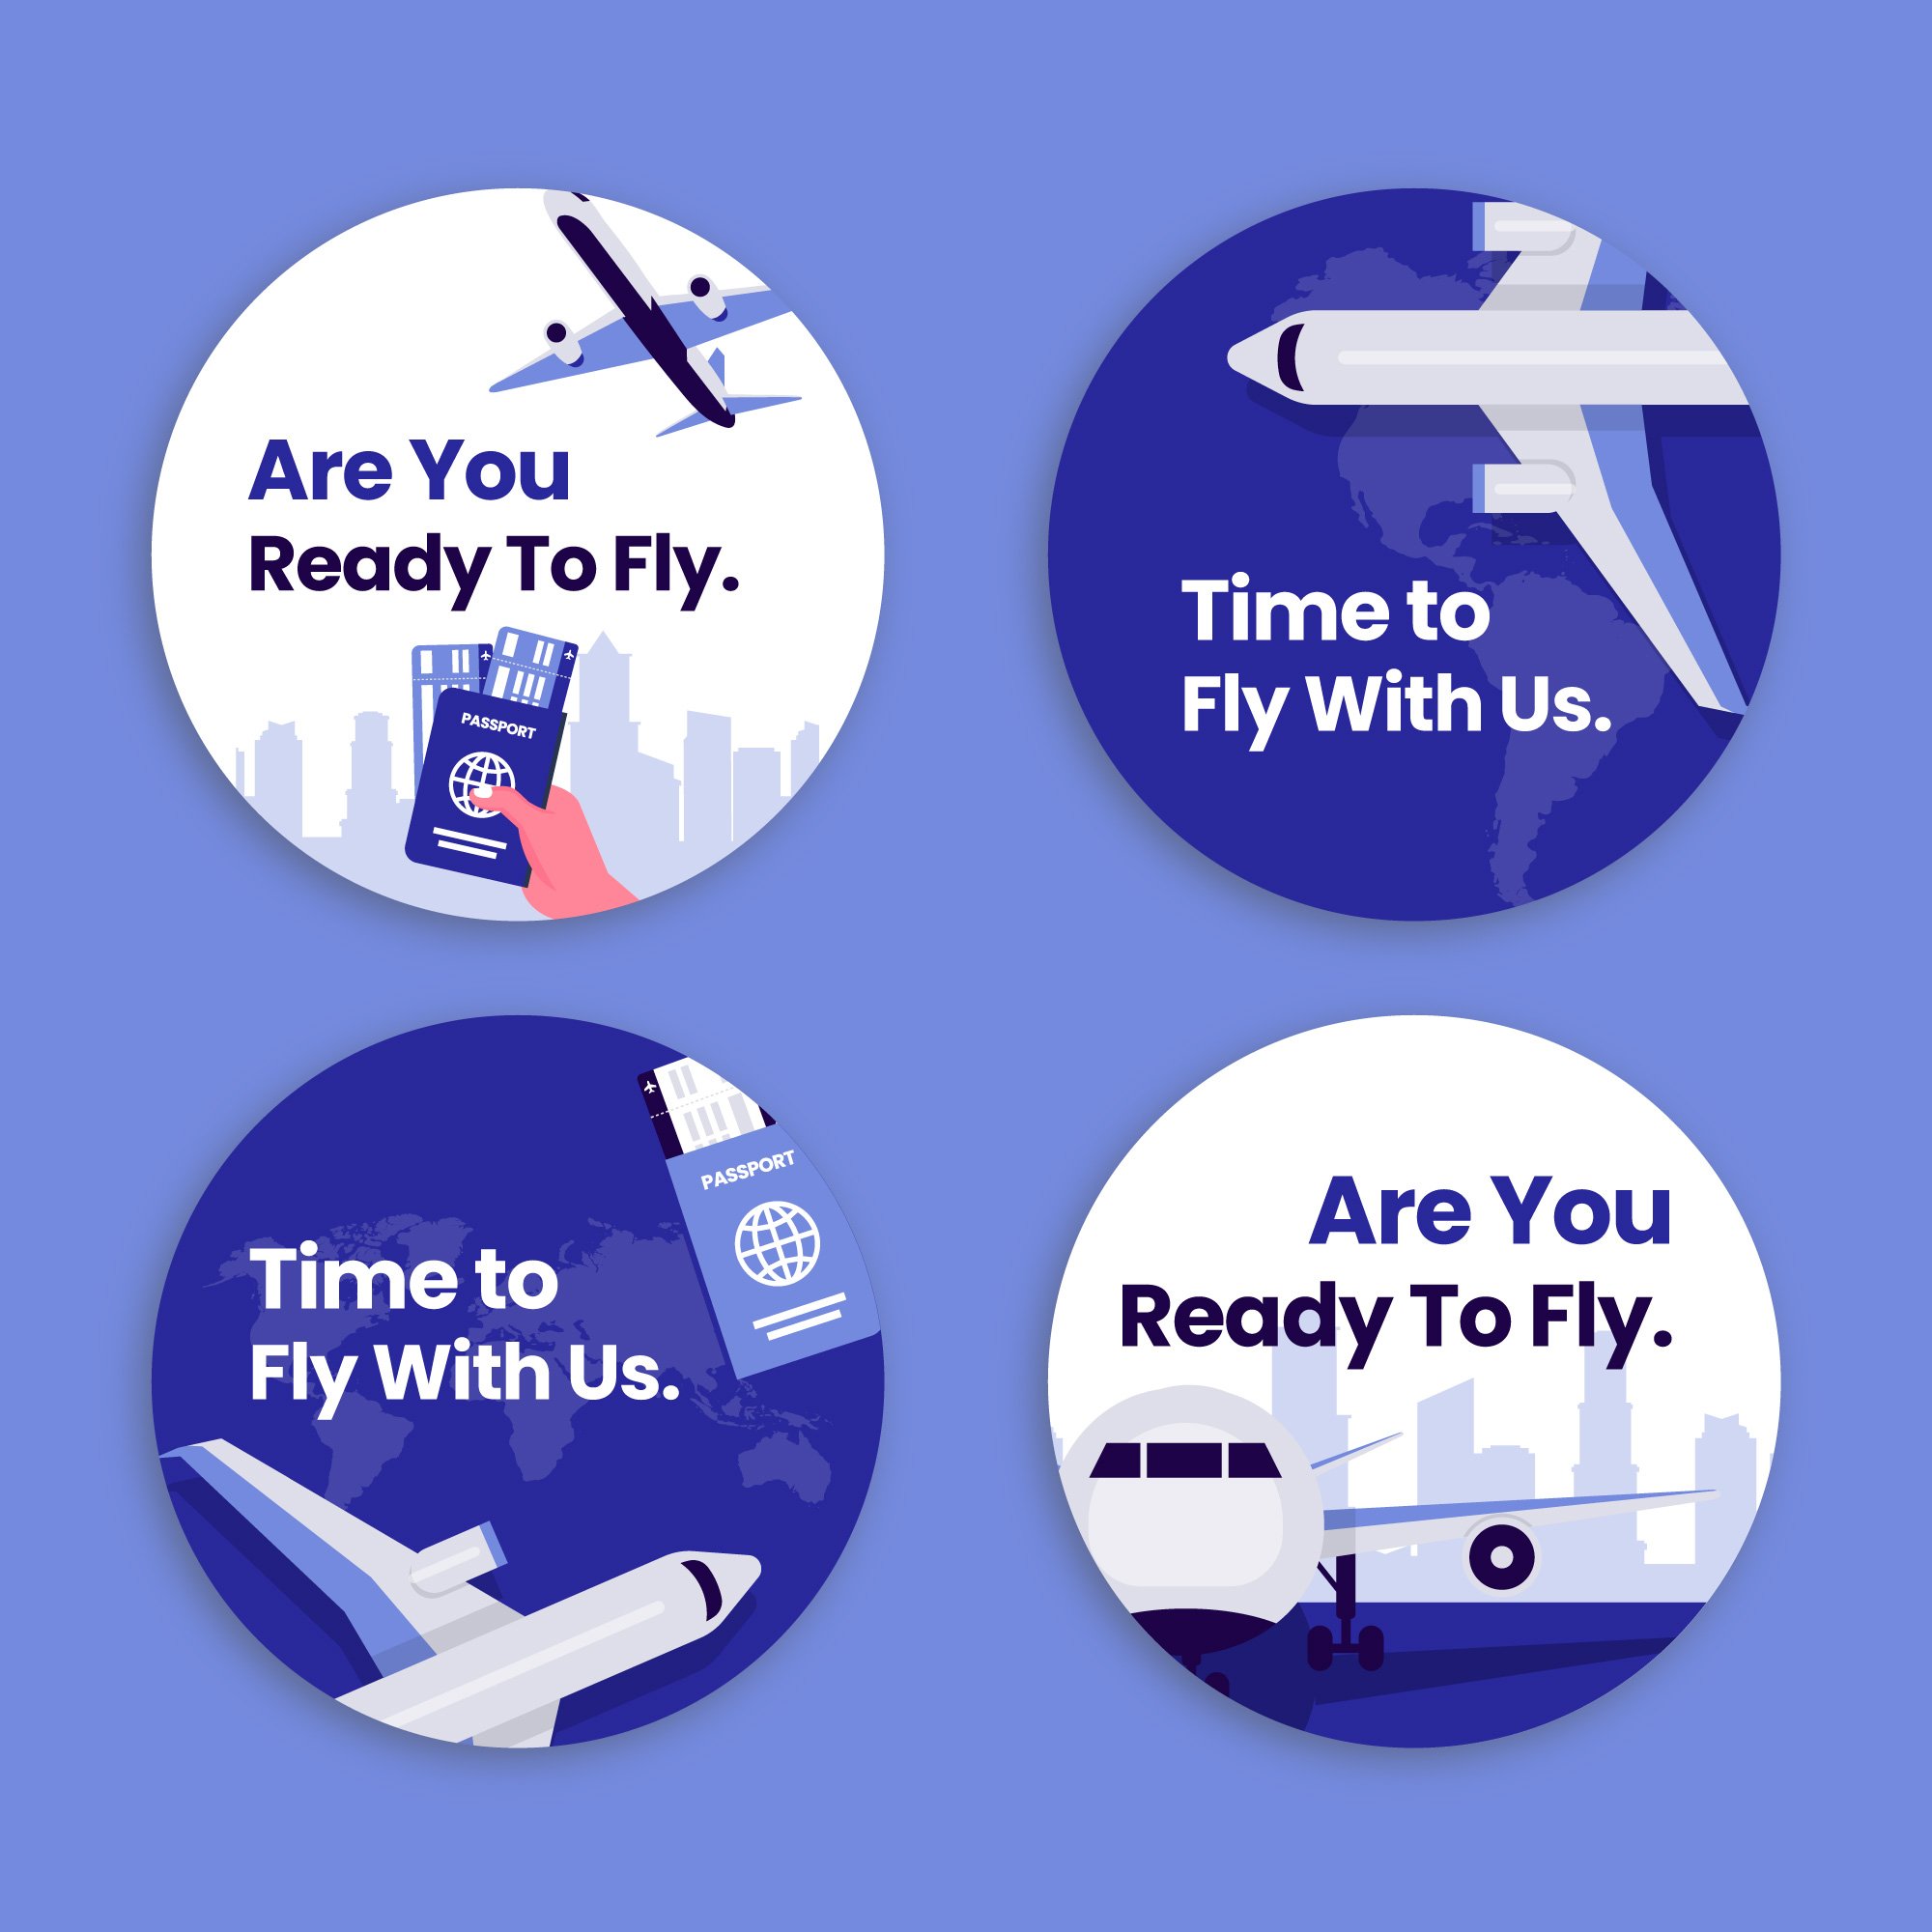 Are You
Ready To Fly.
PASSPORT
Time to
Fly With Us.
PASSPORT
Time to
Fly With Us.
Are You
Ready To Fly.